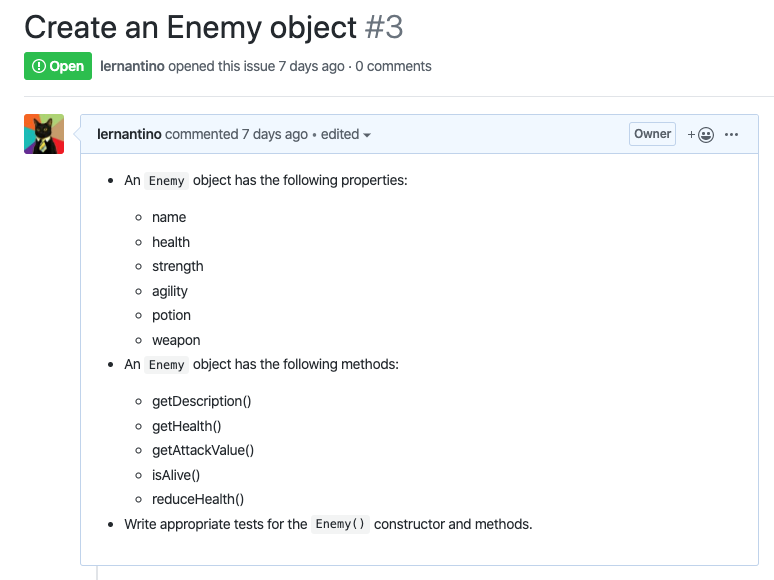 Create an Enemy object #3
Open lernantino opened this issue 7 days ago · 0 comments
lernantino commented 7 days ago • edited Owner
An Enemy object has the following properties:
name
health
strength
agility
potion
weapon
An Enemy object has the following methods:
getDescription()
getHealth()
getAttackValue()
isAlive()
reduceHealth()
Write appropriate tests for the Enemy() constructor and methods.